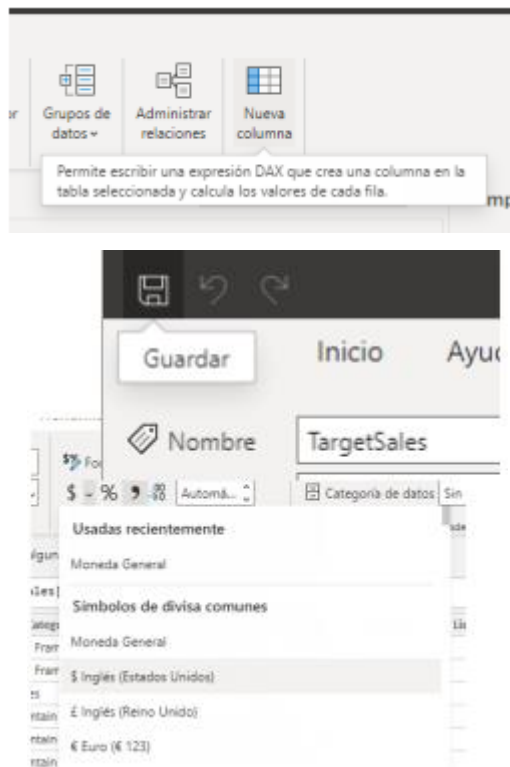 Grupos de
datos
Administrar
relaciones
Nueva
columna
Permite escribir una expresión DAX que crea una columna en la
tabla seleccionada y calcula los valores de cada fila.
Guardar
Inicio
Nombre
TargetSales
$ % Automá...
Categoría de datos Sin
Usadas recientemente
Moneda General
Símbolos de divisa comunes
Moneda General
$ Inglés (Estados Unidos)
£ Inglés (Reino Unido)
€ Euro (€ 123)